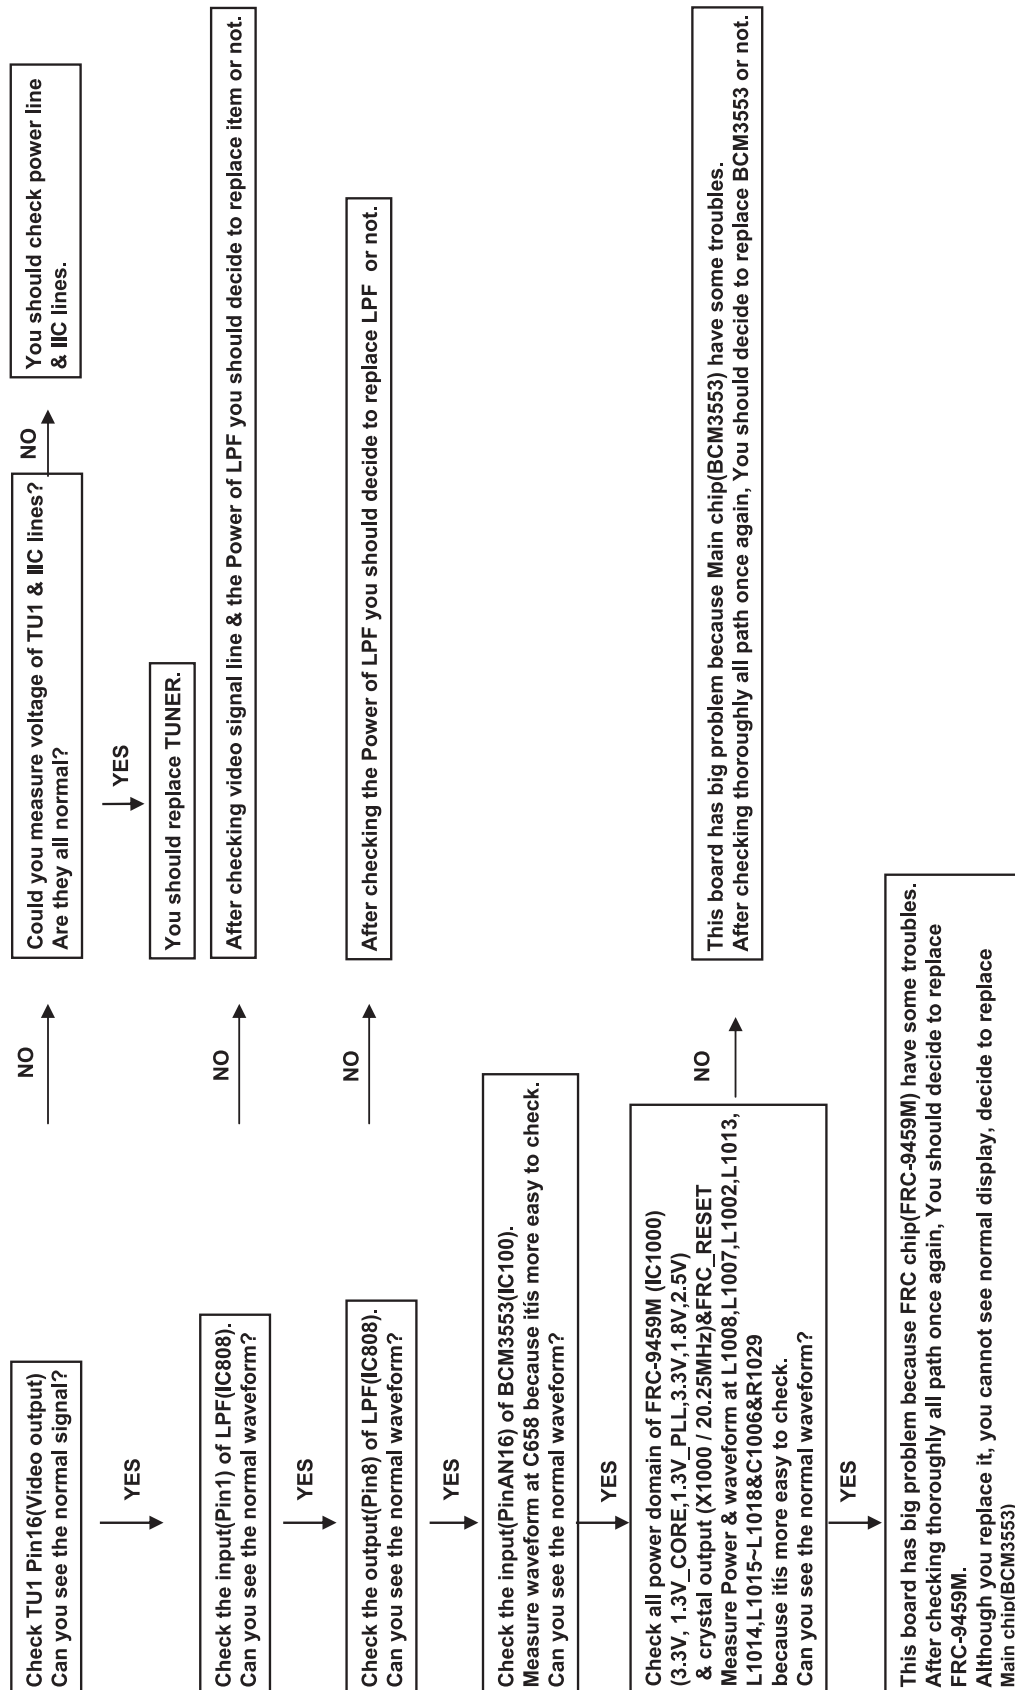 Check TU1 Pin16(Video output)
Can you see the normal signal?
NO
Could you measure voltage of TU1 & IIC lines?
Are they all normal?
NO
You should check power line
& IIC lines.
YES
You should replace TUNER.
YES
Check the input(Pin1) of LPF(IC808).
Can you see the normal waveform?
NO
After checking video signal line & the Power of LPF you should decide to replace item or not.
YES
Check the output(Pin8) of LPF(IC808).
Can you see the normal waveform?
NO
After checking the Power of LPF you should decide to replace LPF or not.
YES
Check the input(PinAN16) of BCM3553(IC100).
Measure waveform at C658 because itís more easy to check.
Can you see the normal waveform?
YES
Check all power domain of FRC-9459M (IC1000)
(3.3V, 1.3V_CORE,1.3V_PLL,3.3V,1.8V,2.5V)
& crystal output (X1000 / 20.25MHz)&FRC_RESET
Measure Power & waveform at L1008,L1007,L1002,L1013,
L1014,L1015~L1018&C1006&R1029
because itis more easy to check.
Can you see the normal waveform?
NO
This board has big problem because Main chip(BCM3553) have some troubles.
After checking thoroughly all path once again, You should decide to replace BCM3553 or not.
YES
This board has big problem because FRC chip(FRC-9459M) have some troubles.
After checking thoroughly all path once again, You should decide to replace
FRC-9459M.
Although you replace it, you cannot see normal display, decide to replace
Main chip(BCM3553)